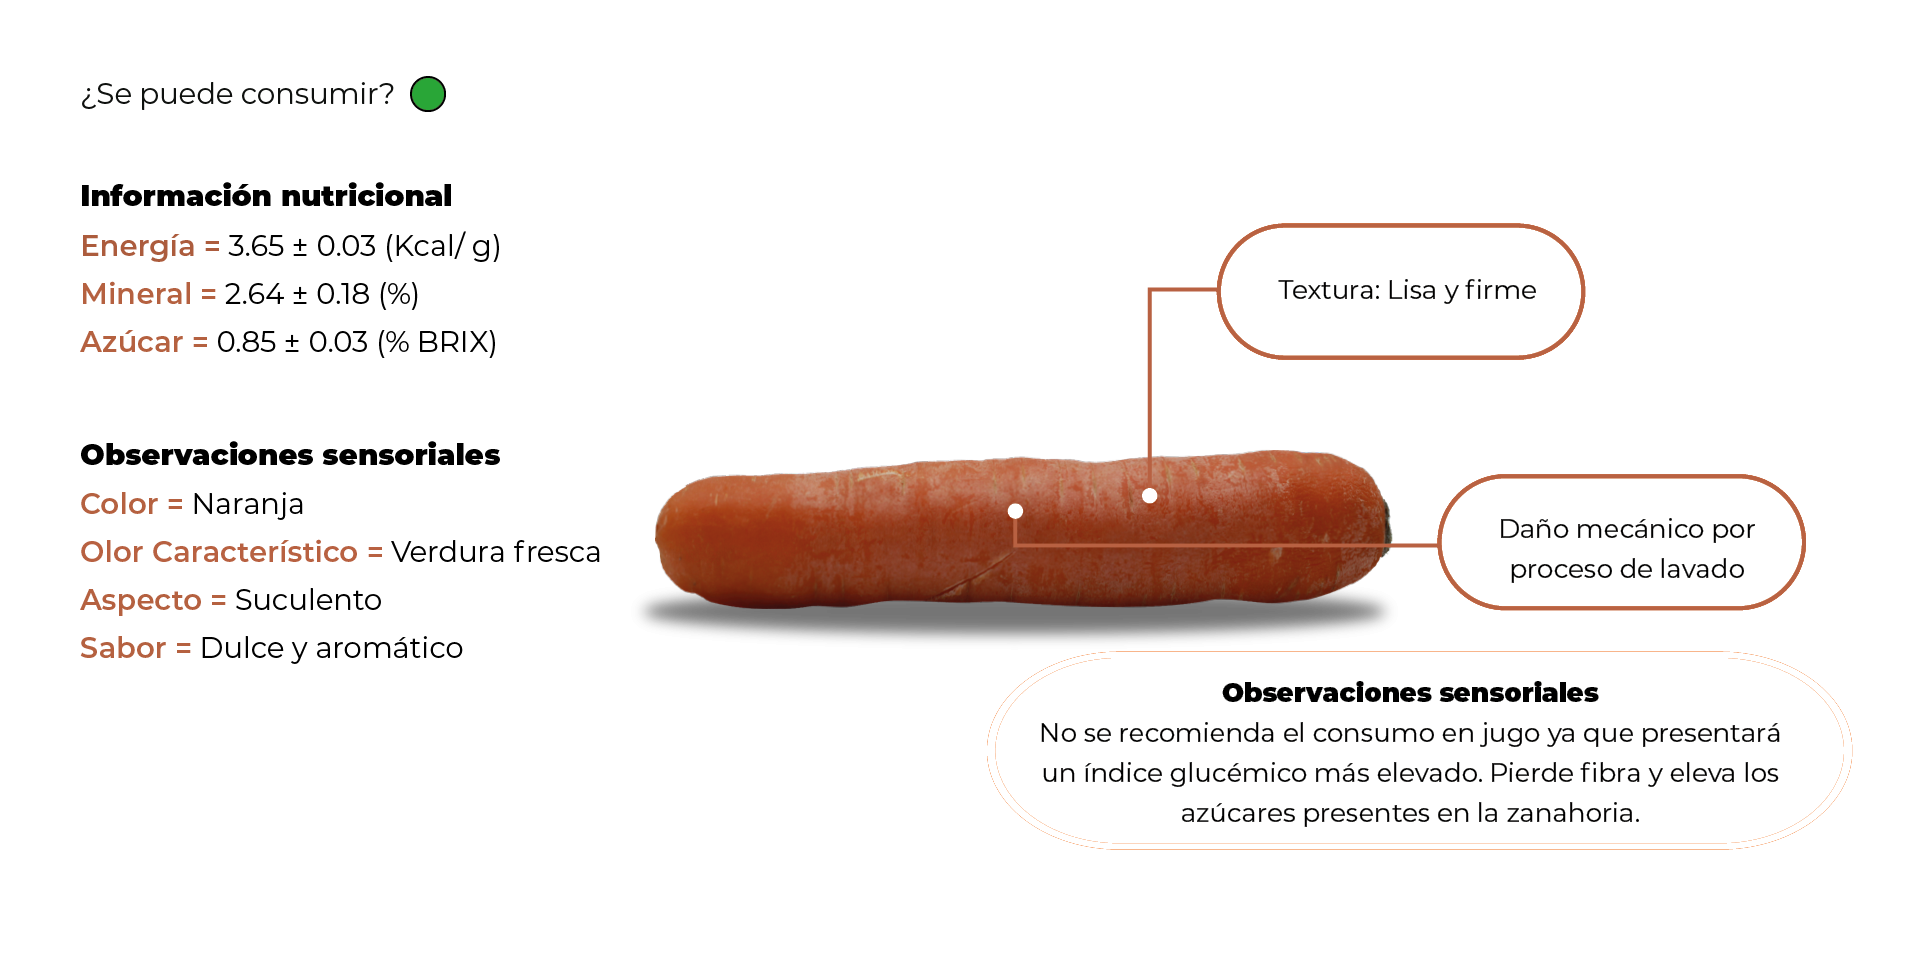 ¿Se puede consumir?
Información nutricional
Energía = 3.65 ± 0.03 (Kcal/ g)
Mineral = 2.64 ± 0.18 (%)
Azúcar = 0.85 ± 0.03 (% BRIX)
Observaciones sensoriales
Color = Naranja
Olor Característico = Verdura fresca
Aspecto = Suculento
Sabor = Dulce y aromático
Textura: Lisa y firme
Daño mecánico por
proceso de lavado
Observaciones sensoriales
No se recomienda el consumo en jugo ya que presentará
un índice glucémico más elevado. Pierde fibra y eleva los
azúcares presentes en la zanahoria.